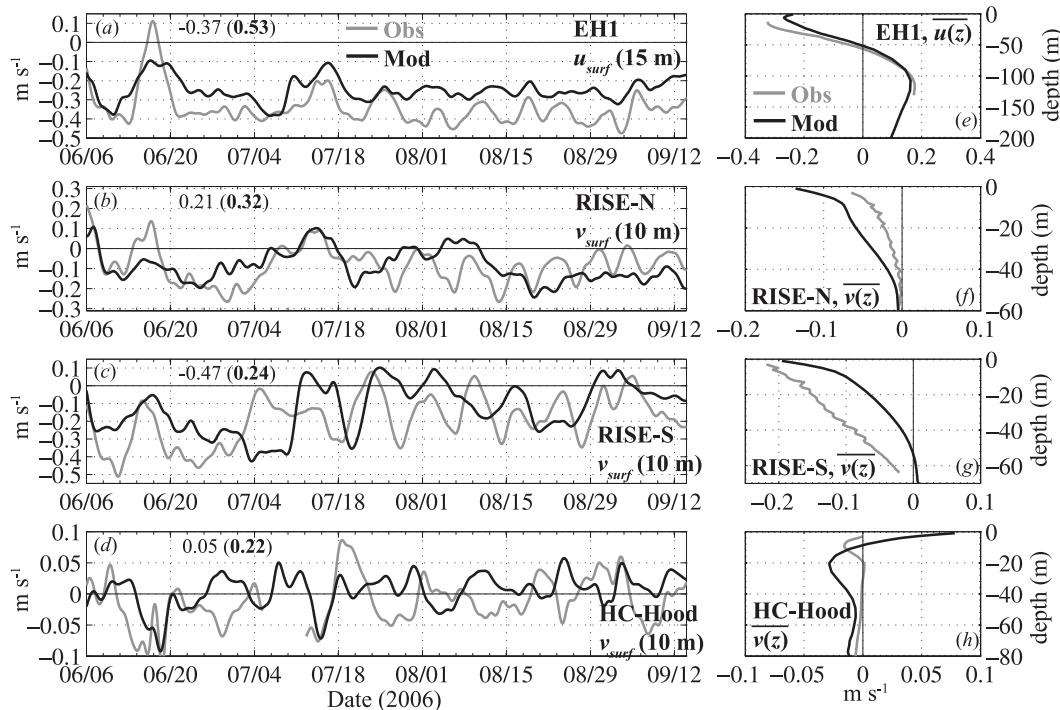 (a) -0.37 (0.53) Obs Mod EH1 u_surf (15 m)
m s⁻¹
0.1
0
−0.1
−0.2
−0.3
−0.4
−0.5
06/06 06/20 07/04 07/18 08/01 08/15 08/29 09/12
EH1, u(z)
Obs
Mod
(e)
0
−50
−100
−150
−200
depth (m)
−0.4 −0.2 0 0.2 0.4
(b) 0.21 (0.32) RISE-N v_surf (10 m)
m s⁻¹
0.3
0.2
0.1
0
−0.1
−0.2
0.3
06/06 06/20 07/04 07/18 08/01 08/15 08/29 09/12
RISE-N, v(z)
(f)
0
−20
−40
−60
depth (m)
−0.2 −0.1 0 0.1
(c) -0.47 (0.24) RISE-S v_surf (10 m)
m s⁻¹
0.1
0
−0.1
−0.2
−0.3
−0.4
−0.5
06/06 06/20 07/04 07/18 08/01 08/15 08/29 09/12
RISE-S, v(z)
(g)
0
−20
−40
−60
depth (m)
−0.2 −0.1 0 0.1
(d) 0.05 (0.22) HC-Hood v_surf (10 m)
m s⁻¹
0.1
0.05
0
−0.05
−0.1
06/06 06/20 07/04 07/18 08/01 08/15 08/29 09/12
Date (2006)
HC-Hood
v(z)
(h)
0
−20
−40
−60
−80
depth (m)
−0.1 −0.05 0 0.05 0.1
m s⁻¹